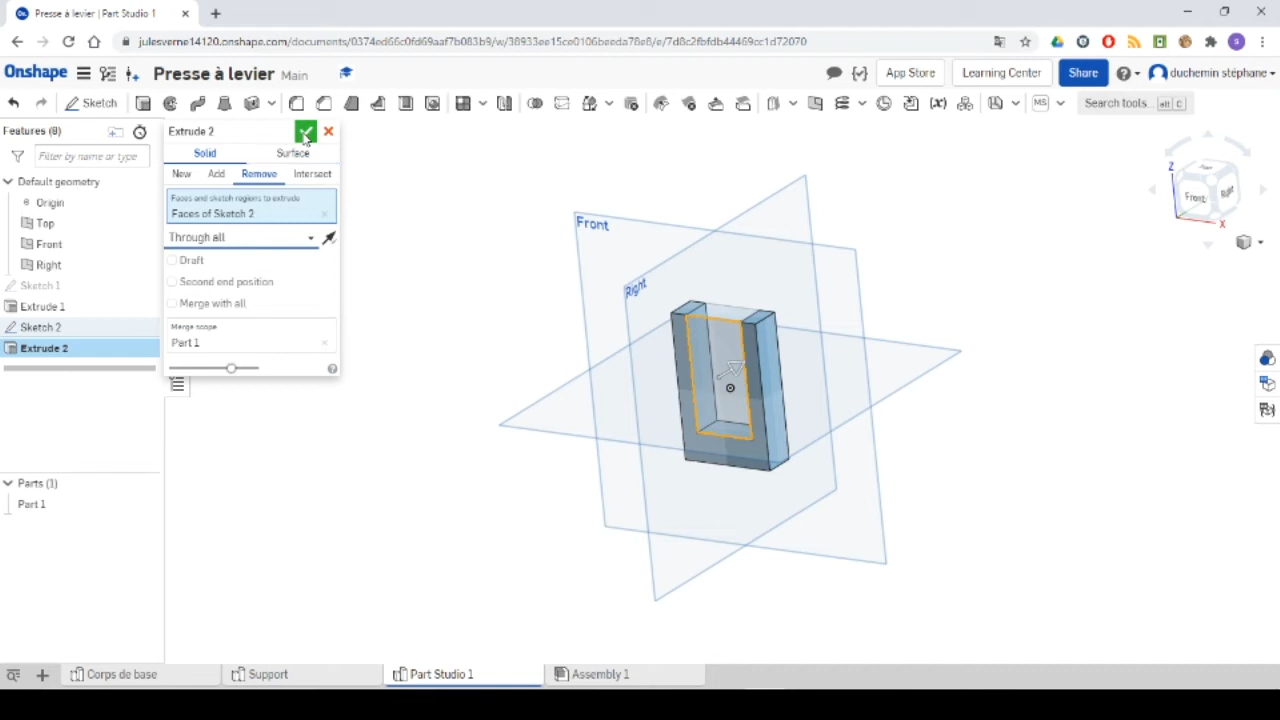 Presse à levier | Part Studio 1
julesverne14120.onshape.com/documents/0374ed66c0fd69aaf7b083b9/w/38933ee15ce0106beeda78e8/e/7d8c2fbfdb44469cc1d72070
Onshape Presse à levier Main App Store Learning Center Share duchemin stéphane
Sketch Search tools... alt C
Features (8)
Filter by name or type
Default geometry
Origin
Top
Front
Right
Sketch 1
Extrude 1
Sketch 2
Extrude 2
Parts (1)
Part 1
Extrude 2
Solid Surface
New Add Remove Intersect
Faces and sketch regions to extrude
Faces of Sketch 2
Through all
Draft
Second end position
Merge with all
Merge scope
Part 1
Front
Right
Z
Front
Right
X
Corps de base Support Part Studio 1 Assembly 1